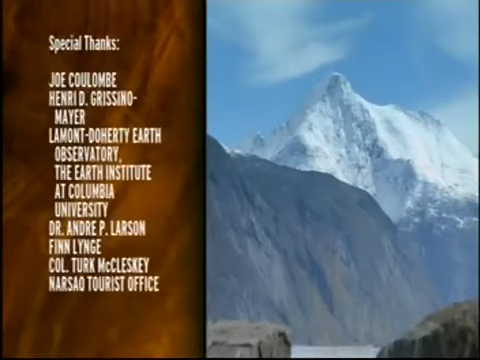 Special Thanks:
JOE COULOMBE
HENRI D. GRISSINO-
MAYER
LAMONT-DOHERTY EARTH
OBSERVATORY,
THE EARTH INSTITUTE
AT COLUMBIA
UNIVERSITY
DR. ANDRE P. LARSON
FINN LYNGE
COL. TURK McCLESKEY
NARSAQ TOURIST OFFICE